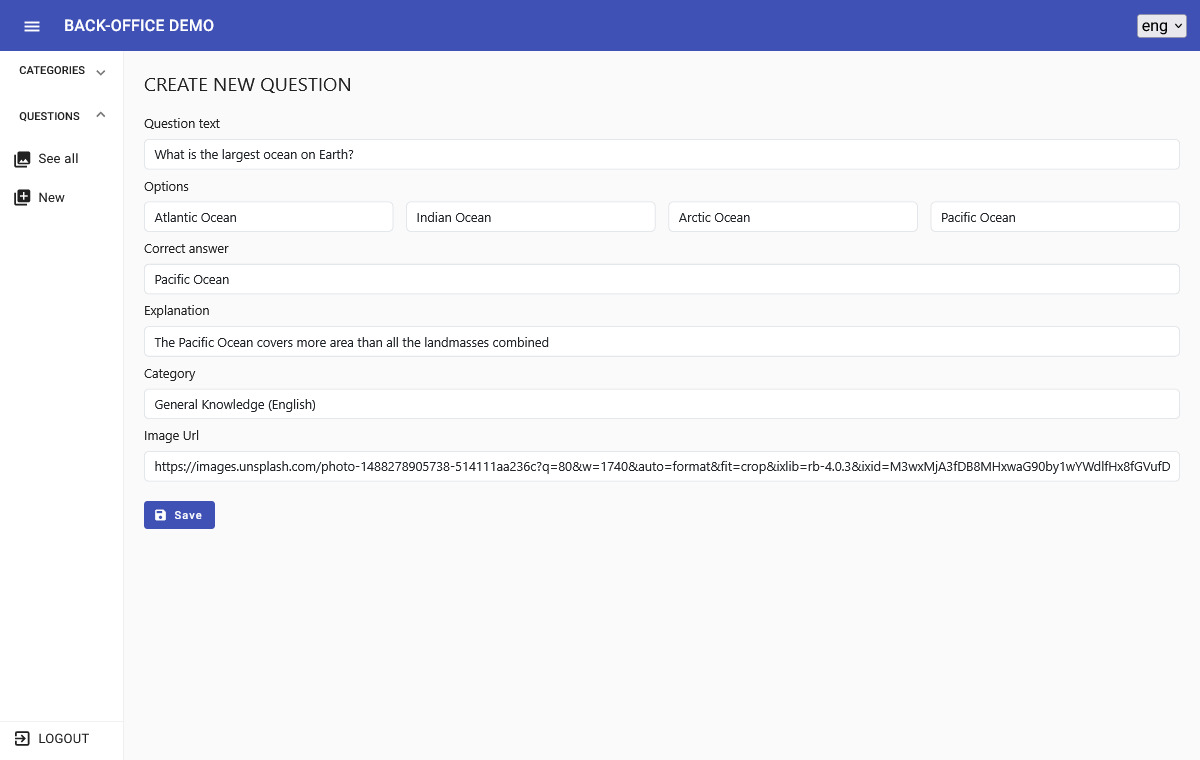 BACK-OFFICE DEMO
eng
CATEGORIES
QUESTIONS
See all
New
LOGOUT
CREATE NEW QUESTION
Question text
What is the largest ocean on Earth?
Options
Atlantic Ocean Indian Ocean Arctic Ocean Pacific Ocean
Correct answer
Pacific Ocean
Explanation
The Pacific Ocean covers more area than all the landmasses combined
Category
General Knowledge (English)
Image Url
https://images.unsplash.com/photo-1488278905738-514111aa236c?q=80&w=1740&auto=format&fit=crop&ixlib=rb-4.0.3&ixid=M3wxMjA3fDB8MHxwaG90by1wYWdlfHx8fGVufD
Save